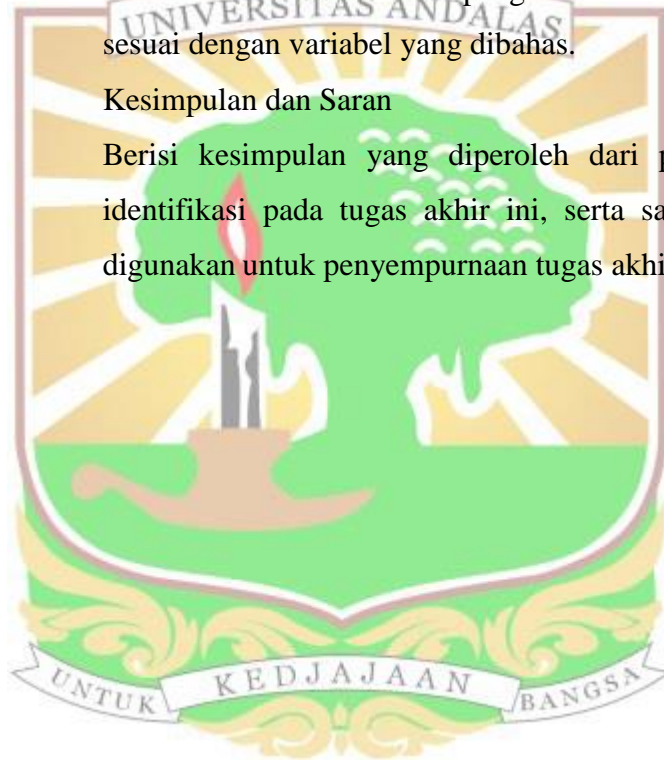 UNIVERSITAS ANDALAS
sesuai dengan variabel yang dibahas.
Kesimpulan dan Saran
Berisi kesimpulan yang diperoleh dari
identifikasi pada tugas akhir ini, serta
digunakan untuk penyempurnaan tugas
UNTUK KEDJAJAAN BANGSA